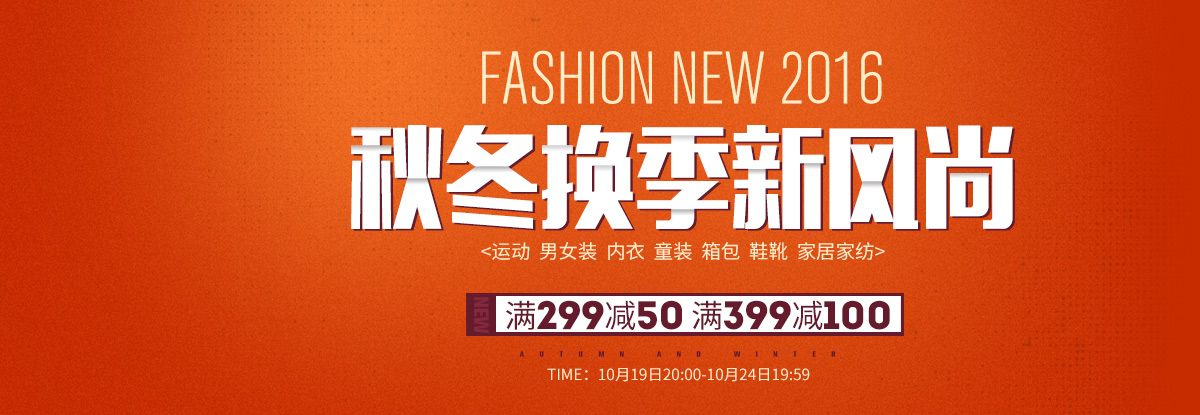 FASHION NEW 2016
秋冬换季新风尚
<运动 男女装 内衣 童装 箱包 鞋靴 家居家纺>
NEW
满299减50 满399减100
AUTUMN AND WINTER
TIME：10月19日20:00-10月24日19:59